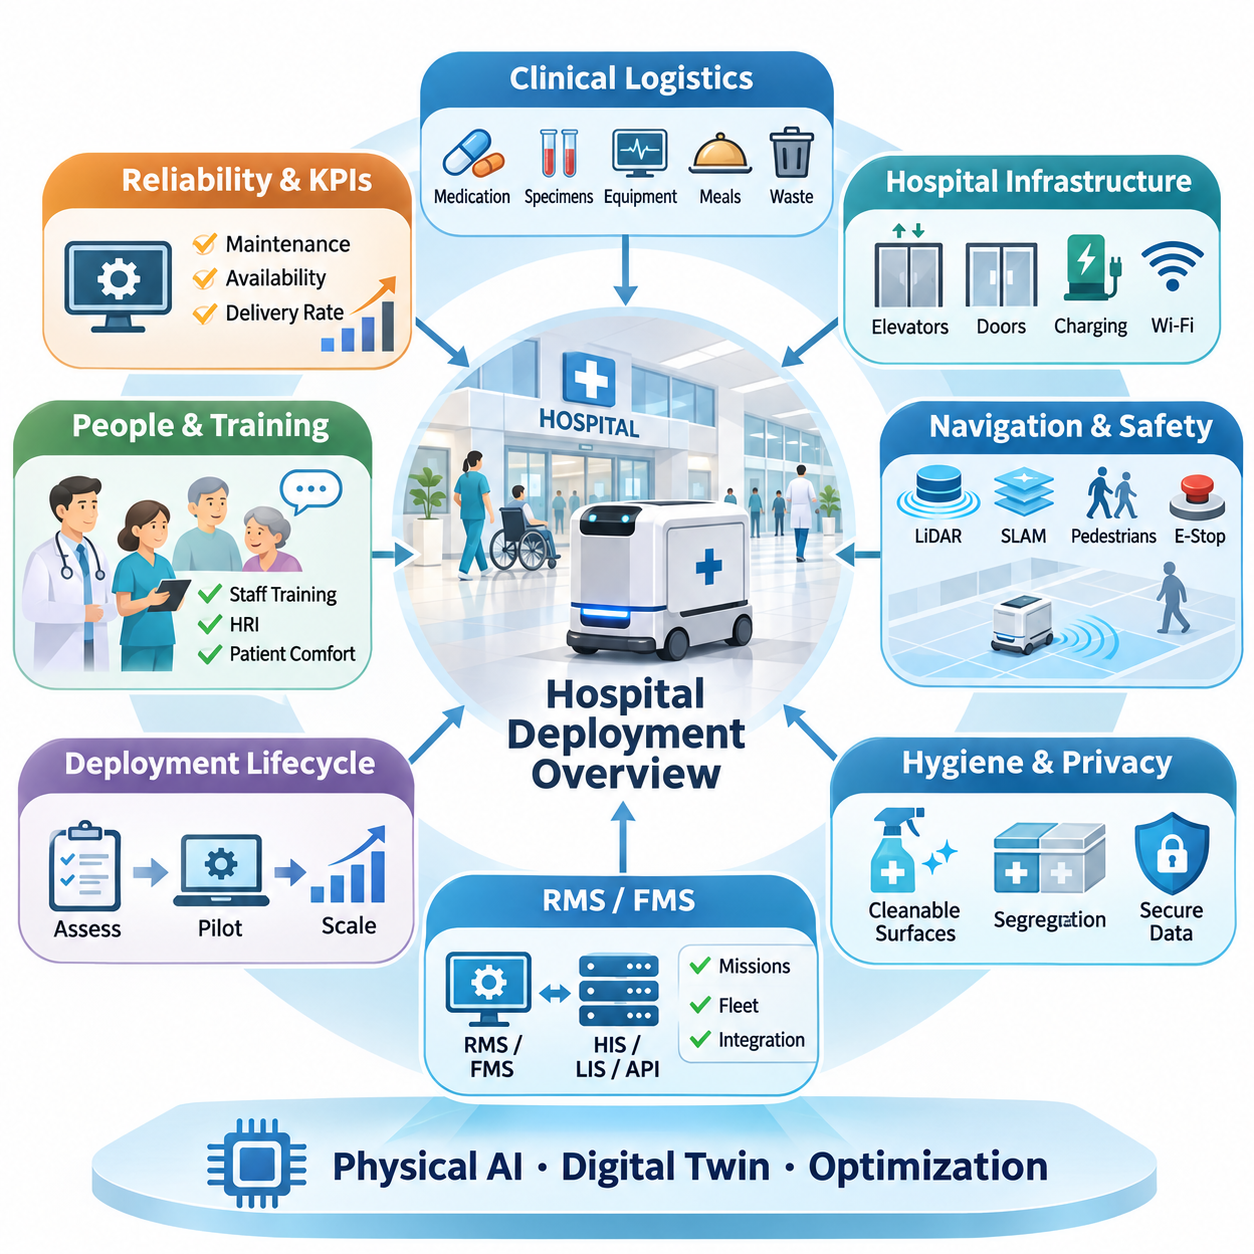 Clinical Logistics
Medication
Specimens
Equipment
Meals
Waste
Reliability & KPIs
Maintenance
Availability
Delivery Rate
Hospital Infrastructure
Elevators
Doors
Charging
Wi-Fi
People & Training
Staff Training
HRI
Patient Comfort
HOSPITAL
Hospital
Deployment
Overview
Navigation & Safety
LiDAR
SLAM
Pedestrians
E-Stop
Deployment Lifecycle
Assess
Pilot
Scale
RMS / FMS
RMS /
FMS
HIS /
LIS / API
Missions
Fleet
Integration
Hygiene & Privacy
Cleanable
Surfaces
Secure
Data
Physical AI · Digital Twin · Optimization